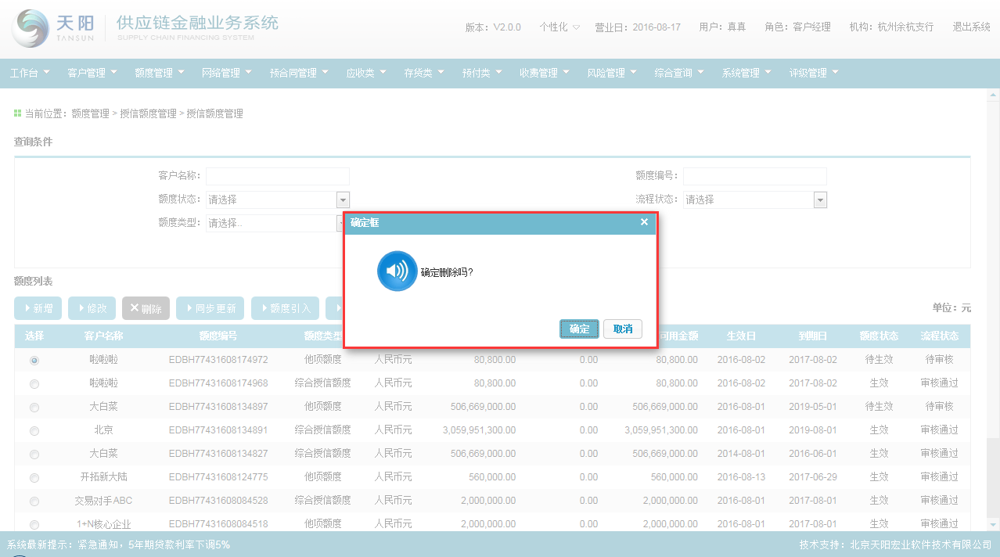 天阳 TANSUN 供应链金融业务系统 SUPPLY CHAIN FINANCING SYSTEM
版本：V2.0.0 个性化 营业日：2016-08-17 用户：真真 角色：客户经理 机构：杭州余杭支行 退出系统
工作台 客户管理 额度管理 网络管理 预合同管理 应收类 存货类 预付类 收费管理 风险管理 综合查询 系统管理 评级管理
当前位置：额度管理 > 授信额度管理 > 授信额度管理
查询条件
客户名称： 额度编号：
额度状态：请选择 流程状态：请选择
额度类型：请选择..
确定框 ×
确定删除吗?
确定 取消
额度列表
新增 修改 删除 同步更新 额度引入 单位：元
选择 客户名称 额度编号 额度类型 可用金额 生效日 到期日 额度状态 流程状态
啦啦啦 EDBH77431608174972 他项额度 人民币元 80,800.00 0.00 80,800.00 2016-08-02 2017-08-02 待生效 待审核
啦啦啦 EDBH77431608174968 综合授信额度 人民币元 80,800.00 0.00 80,800.00 2016-08-02 2017-08-02 生效 审核通过
大白菜 EDBH77431608134897 他项额度 人民币元 506,669,000.00 0.00 506,669,000.00 2016-08-01 2019-05-01 待生效 待审核
北京 EDBH77431608134891 综合授信额度 人民币元 3,059,951,300.00 0.00 3,059,951,300.00 2016-08-01 2019-08-01 生效 审核通过
大白菜 EDBH77431608134827 综合授信额度 人民币元 506,669,000.00 0.00 506,669,000.00 2014-08-01 2016-06-01 生效 审核通过
开拓新大陆 EDBH77431608124775 他项额度 人民币元 560,000.00 0.00 560,000.00 2016-08-13 2017-06-29 生效 审核通过
交易对手ABC EDBH77431608084528 综合授信额度 人民币元 2,000,000.00 0.00 2,000,000.00 2016-08-01 2017-08-01 生效 审核通过
1+N核心企业 EDBH77431608084518 他项额度 人民币元 2,000,000.00 0.00 2,000,000.00 2016-08-01 2017-08-01 生效 审核通过
系统最新提示：紧急通知，5年期贷款利率下调5% 技术支持：北京天阳宏业软件技术有限公司